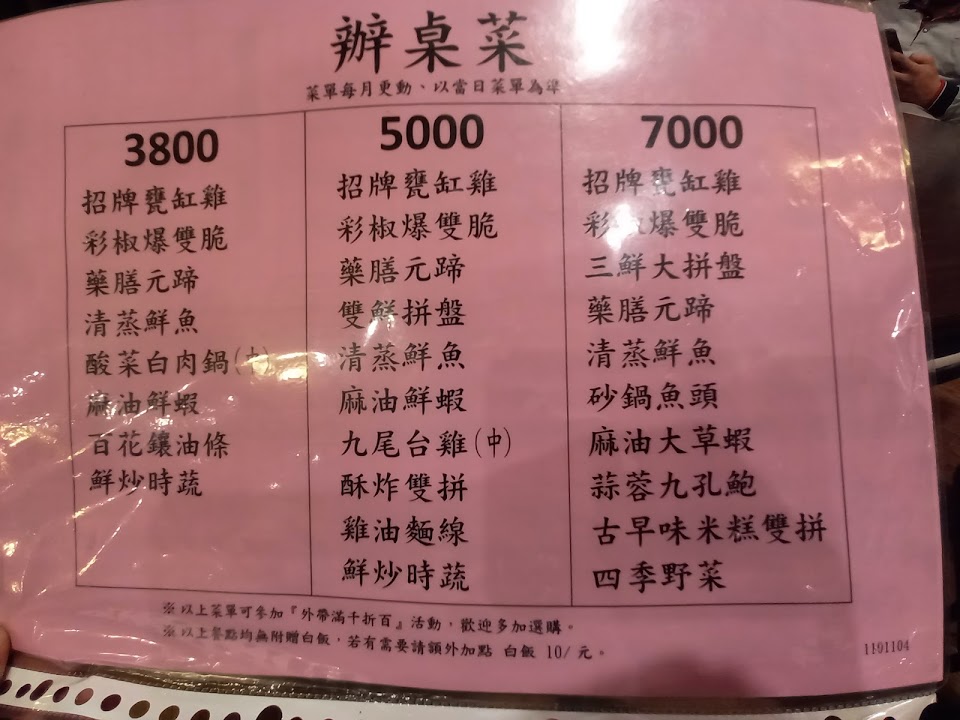 辦桌菜
菜單每月更動、以當日菜單為準
3800
招牌甕缸雞
彩椒爆雙脆
藥膳元蹄
清蒸鮮魚
酸菜白肉鍋(中)
麻油鮮蝦
百花鑲油條
鮮炒時蔬
5000
招牌甕缸雞
彩椒爆雙脆
藥膳元蹄
雙鮮拼盤
清蒸鮮魚
麻油鮮蝦
九尾台雞(中)
酥炸雙拼
雞油麵線
鮮炒時蔬
7000
招牌甕缸雞
彩椒爆雙脆
三鮮大拼盤
藥膳元蹄
清蒸鮮魚
砂鍋魚頭
麻油大草蝦
蒜蓉九孔鮑
古早味米糕雙拼
四季野菜
※以上菜單可參加『外帶滿千折百』活動，歡迎多加選購。
※以上餐點均無附贈白飯，若有需要請額外加點 白飯 10/元。
1101104